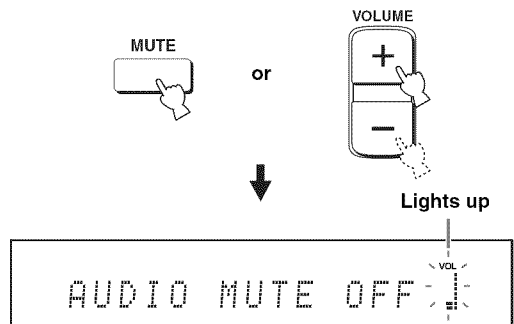 VOLUME
MUTE
or
+
−
Lights up
VOL
AUDIO MUTE OFF